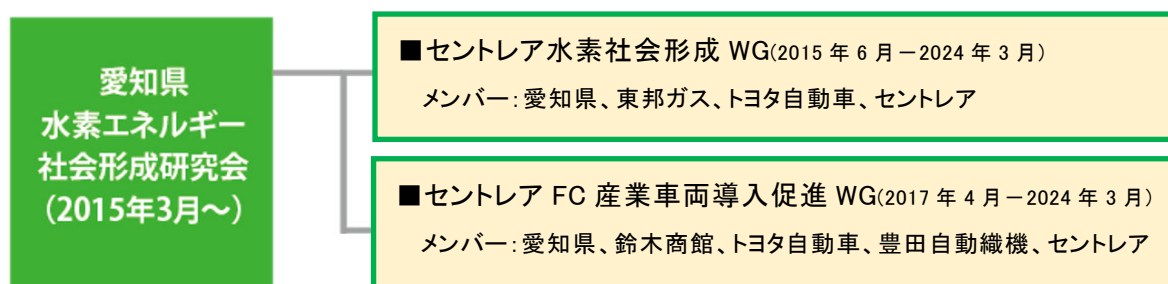 愛知県
水素エネルギー
社会形成研究会
（2015年3月～）
■セントレア水素社会形成 WG(2015 年 6 月－2024 年 3 月)
メンバー：愛知県、東邦ガス、トヨタ自動車、セントレア
■セントレア FC 産業車両導入促進 WG(2017 年 4 月－2024 年 3 月)
メンバー：愛知県、鈴木商館、トヨタ自動車、豊田自動織機、セントレア